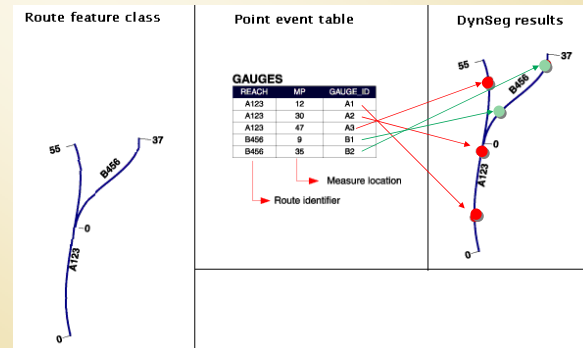 Route feature class
55
37
B456
0
A123
0
Point event table
GAUGES
REACH MP GAUGE_ID
A123 12 A1
A123 30 A2
A123 47 A3
B456 9 B1
B456 35 B2
Measure location
Route identifier
DynSeg results
55
37
B456
0
A123
0